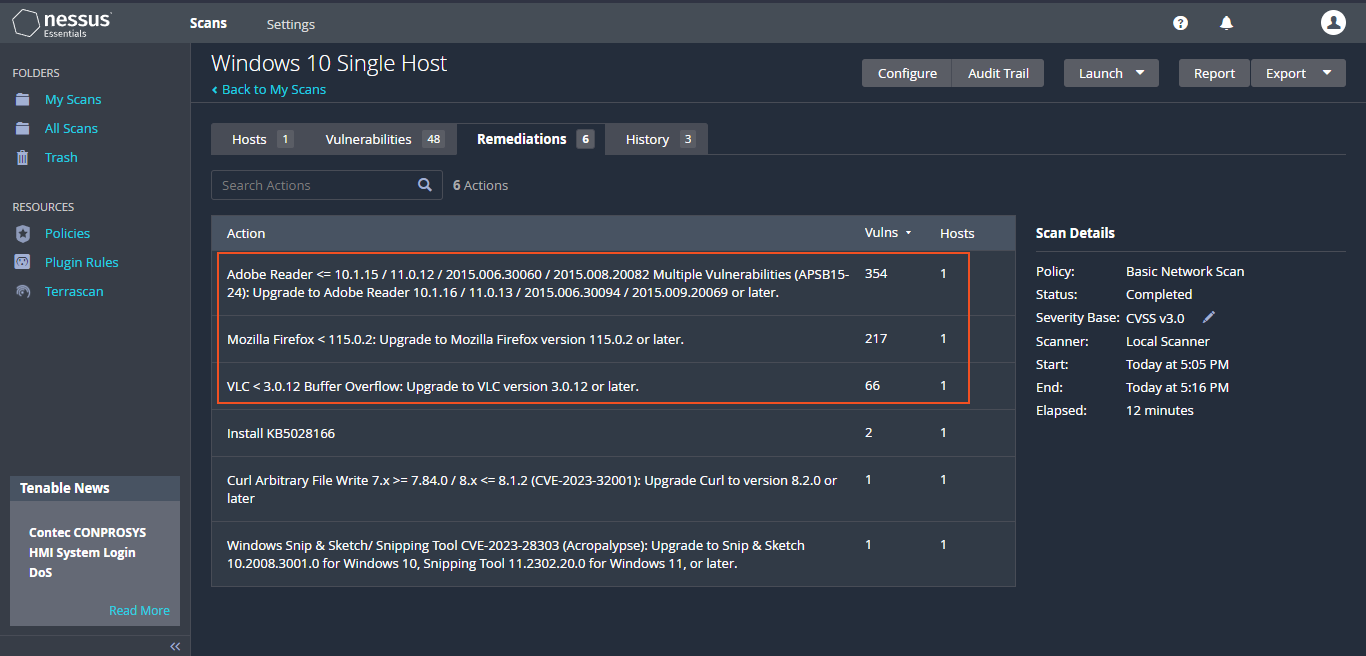 nessus
Essentials
Scans
Settings
FOLDERS
My Scans
All Scans
Trash
RESOURCES
Policies
Plugin Rules
Terrascan
Tenable News
Contec CONPROSYS
HMI System Login
DoS
Read More
Windows 10 Single Host
Back to My Scans
Configure
Audit Trail
Launch
Report
Export
Hosts 1
Vulnerabilities 48
Remediations 6
History 3
Search Actions
6 Actions
Action Vulns Hosts
Adobe Reader <= 10.1.15 / 11.0.12 / 2015.006.30060 / 2015.008.20082 Multiple Vulnerabilities (APSB15- 354 1
24): Upgrade to Adobe Reader 10.1.16 / 11.0.13 / 2015.006.30094 / 2015.009.20069 or later.
Mozilla Firefox < 115.0.2: Upgrade to Mozilla Firefox version 115.0.2 or later. 217 1
VLC < 3.0.12 Buffer Overflow: Upgrade to VLC version 3.0.12 or later. 66 1
Install KB5028166 2 1
Curl Arbitrary File Write 7.x >= 7.84.0 / 8.x <= 8.1.2 (CVE-2023-32001): Upgrade Curl to version 8.2.0 or 1 1
later
Windows Snip & Sketch/ Snipping Tool CVE-2023-28303 (Acropalypse): Upgrade to Snip & Sketch 1 1
10.2008.3001.0 for Windows 10, Snipping Tool 11.2302.20.0 for Windows 11, or later.
Scan Details
Policy: Basic Network Scan
Status: Completed
Severity Base: CVSS v3.0
Scanner: Local Scanner
Start: Today at 5:05 PM
End: Today at 5:16 PM
Elapsed: 12 minutes